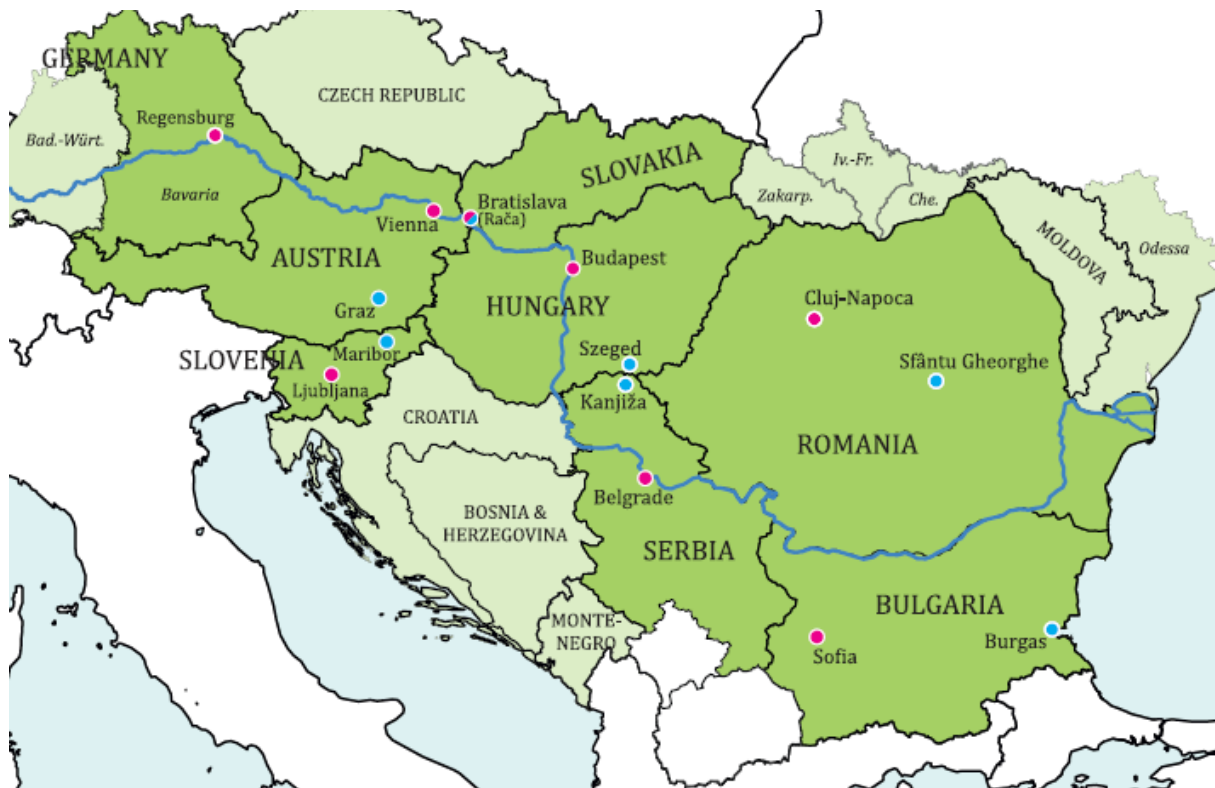 GERMANY
CZECH REPUBLIC
Regensburg
Bad.-Würt.
Bavaria
SLOVAKIA
Iv.-Fr.
Zakarp.
Che.
Bratislava
(Rača)
Vienna
MOLDOVA
Odessa
AUSTRIA
Budapest
Graz
HUNGARY
Cluj-Napoca
Maribor
SLOVENIA
Szeged
Sfântu Gheorghe
Ljubljana
Kanjiža
CROATIA
ROMANIA
Belgrade
BOSNIA &
HERZEGOVINA
SERBIA
BULGARIA
MONTE-
NEGRO
Sofia
Burgas